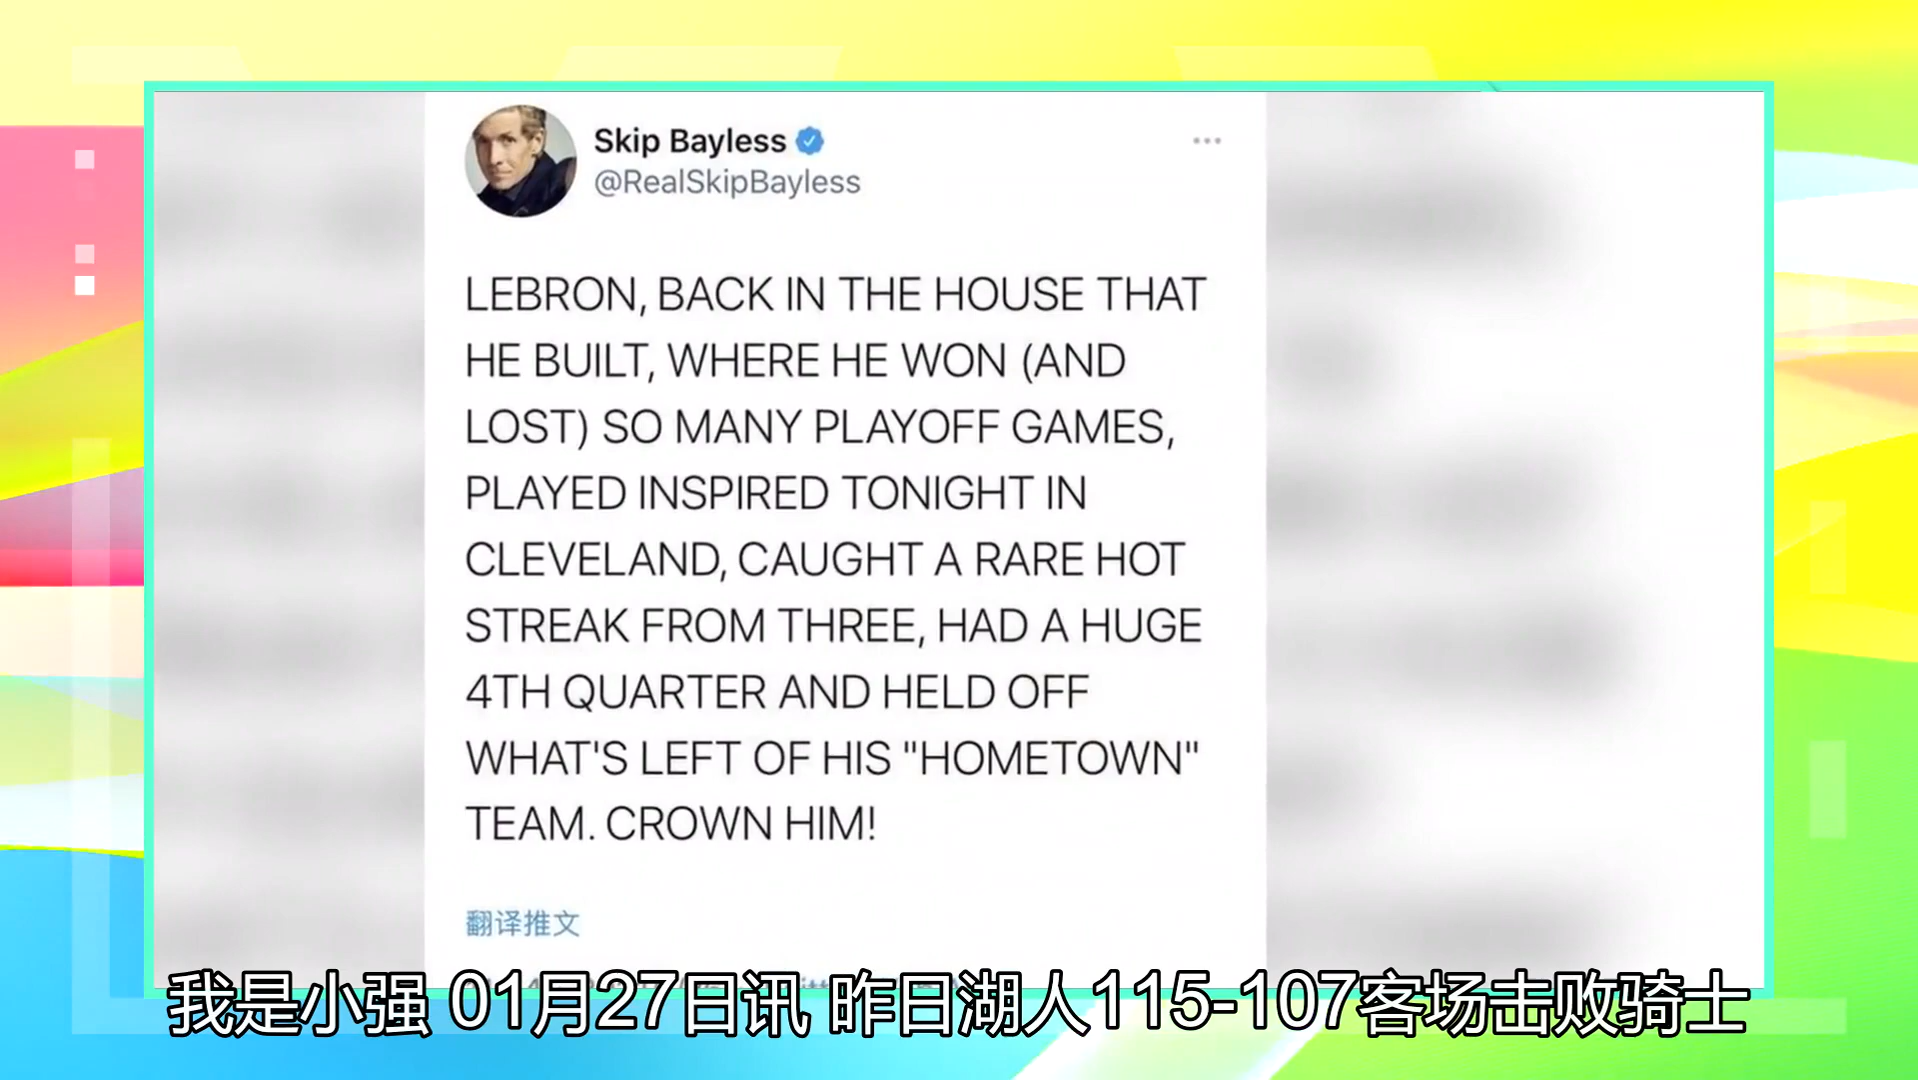 Skip Bayless
@RealSkipBayless
LEBRON, BACK IN THE HOUSE THAT
HE BUILT, WHERE HE WON (AND
LOST) SO MANY PLAYOFF GAMES,
PLAYED INSPIRED TONIGHT IN
CLEVELAND, CAUGHT A RARE HOT
STREAK FROM THREE, HAD A HUGE
4TH QUARTER AND HELD OFF
WHAT'S LEFT OF HIS "HOMETOWN"
TEAM. CROWN HIM!
翻译推文
我是小强 01月27日讯 昨日湖人115-107客场击败骑士